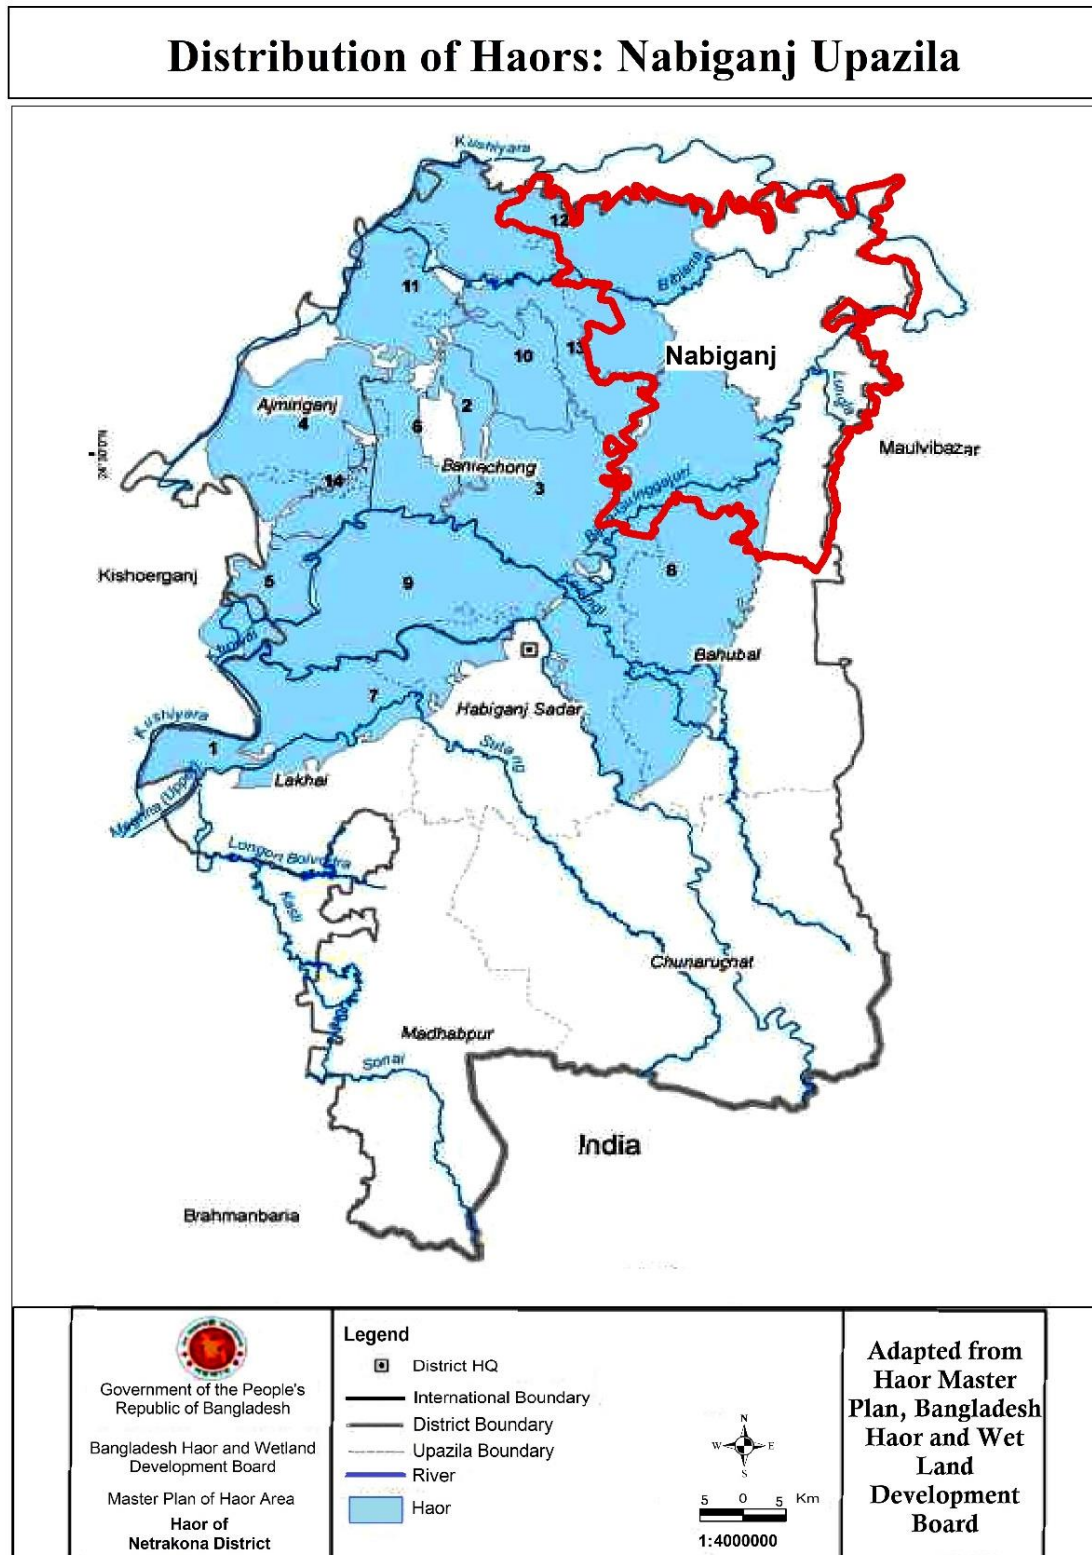 Distribution of Haors: Nabiganj Upazila
Kushiyara
12
Bibiana
11
13
10
Nabiganj
Ajmiriganj
4
2
6
Maulvibazar
Baniachong
3
14
Kishoerganj
5
9
8
Bahubal
7
Habiganj Sadar
Kushiyara
1
Sutang
Lakhai
Meghna (Upper)
Chunarughat
Madhabpur
Sonai
India
Brahmanbaria
Government of the People's
Republic of Bangladesh
Bangladesh Haor and Wetland
Development Board
Master Plan of Haor Area
Haor of
Netrakona District
Legend
District HQ
International Boundary
District Boundary
Upazila Boundary
River
Haor
N
W E
S
5 0 5 Km
1:4000000
Adapted from
Haor Master
Plan, Bangladesh
Haor and Wet
Land
Development
Board